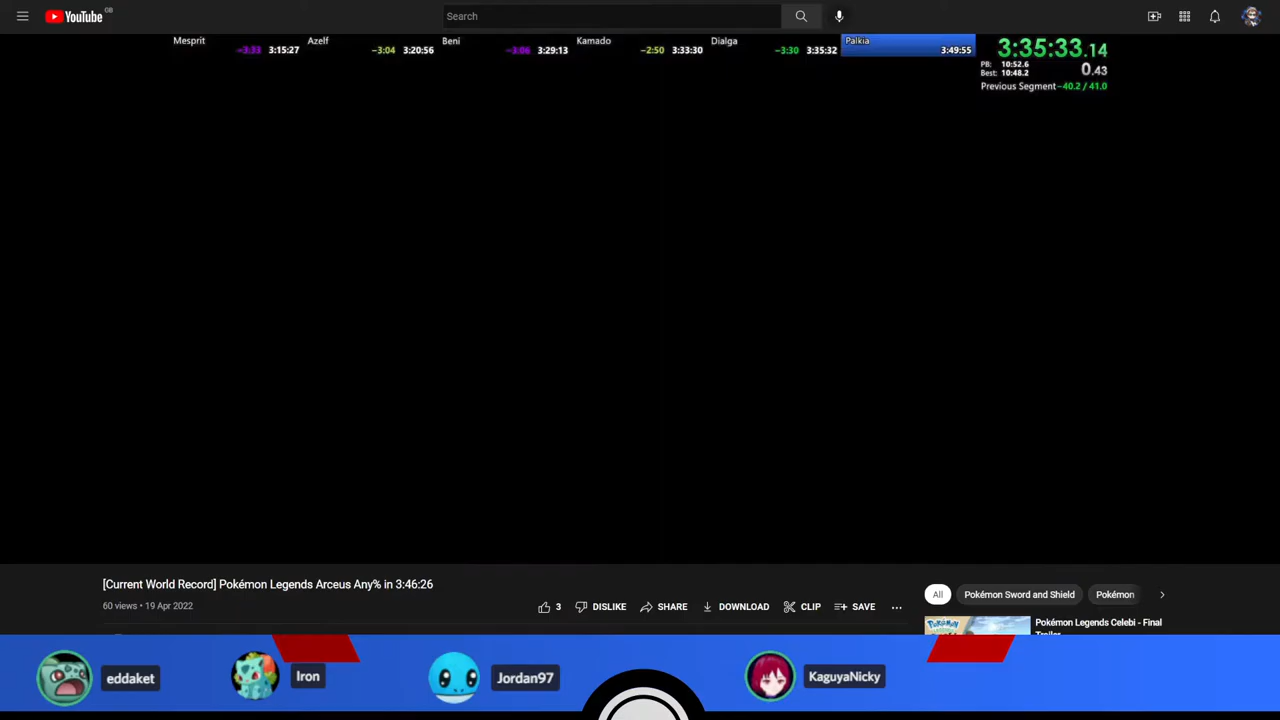 YouTube GB
Search
Mesprit -3:33 3:15:27
Azelf -3:04 3:20:56
Beni -3:06 3:29:13
Kamado -2:50 3:33:30
Dialga -3:30 3:35:32
Palkia 3:49:55
3:35:33.14
PB: 10:52.6
Best: 10:48.2
0.43
Previous Segment -40.2 / 41.0
[Current World Record] Pokémon Legends Arceus Any% in 3:46:26
60 views • 19 Apr 2022
3 DISLIKE SHARE DOWNLOAD CLIP SAVE ...
All Pokémon Sword and Shield Pokémon
Pokémon Legends Celebi - Final
Trailer
eddaket
Iron
Jordan97
KaguyaNicky